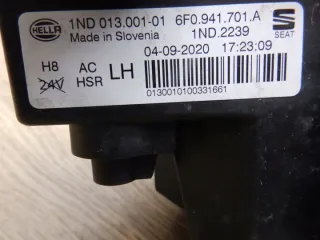 HELLA 1ND 013.001-01 6F0.941.701.A
Made in Slovenia 1ND.2239 SEAT
04-09-2020 17:23:09
H8 AC LH
24V HSR
0130010100331661